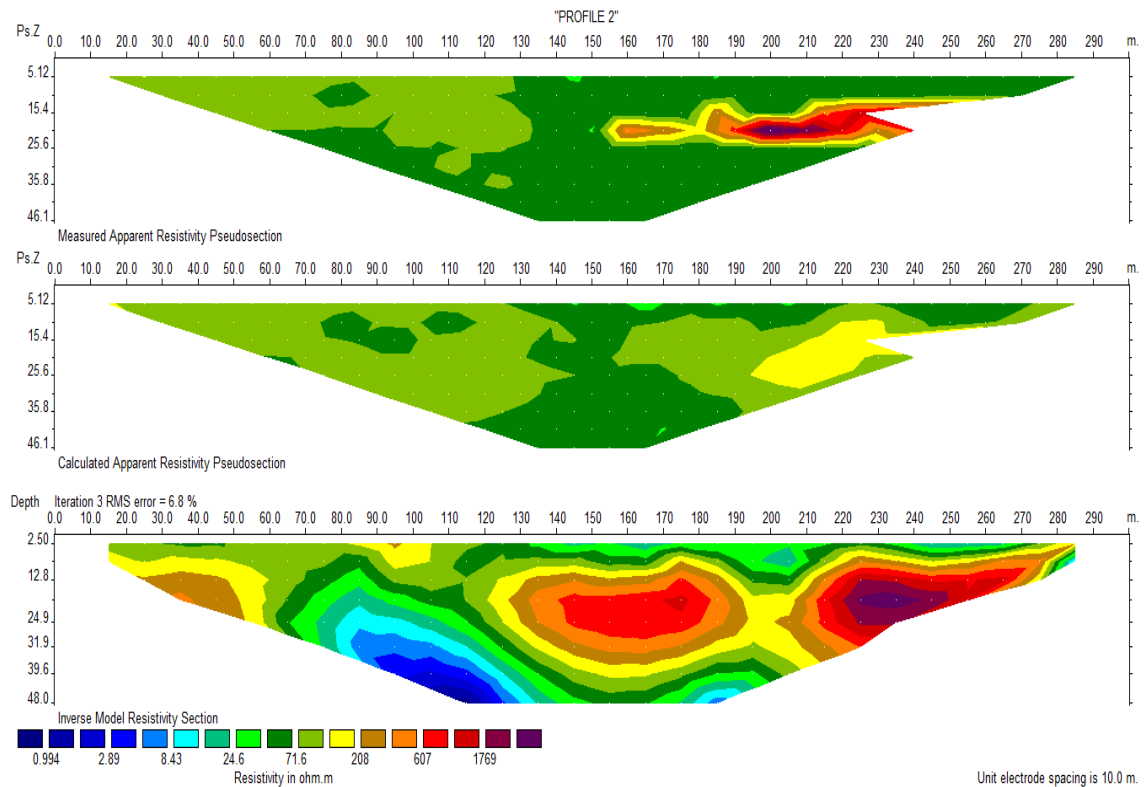 "PROFILE 2"
Ps.Z 0.0 10.0 20.0 30.0 40.0 50.0 60.0 70.0 80.0 90.0 100 110 120 130 140 150 160 170 180 190 200 210 220 230 240 250 260 270 280 290 m.
5.12
15.4
25.6
35.8
46.1
Measured Apparent Resistivity Pseudosection
Ps.Z 0.0 10.0 20.0 30.0 40.0 50.0 60.0 70.0 80.0 90.0 100 110 120 130 140 150 160 170 180 190 200 210 220 230 240 250 260 270 280 290 m.
5.12
15.4
25.6
35.8
46.1
Calculated Apparent Resistivity Pseudosection
Depth Iteration 3 RMS error = 6.8 %
0.0 10.0 20.0 30.0 40.0 50.0 60.0 70.0 80.0 90.0 100 110 120 130 140 150 160 170 180 190 200 210 220 230 240 250 260 270 280 290 m.
2.50
12.8
24.9
31.9
39.6
48.0
Inverse Model Resistivity Section
0.994 2.89 8.43 24.6 71.6 208 607 1769
Resistivity in ohm.m
Unit electrode spacing is 10.0 m.